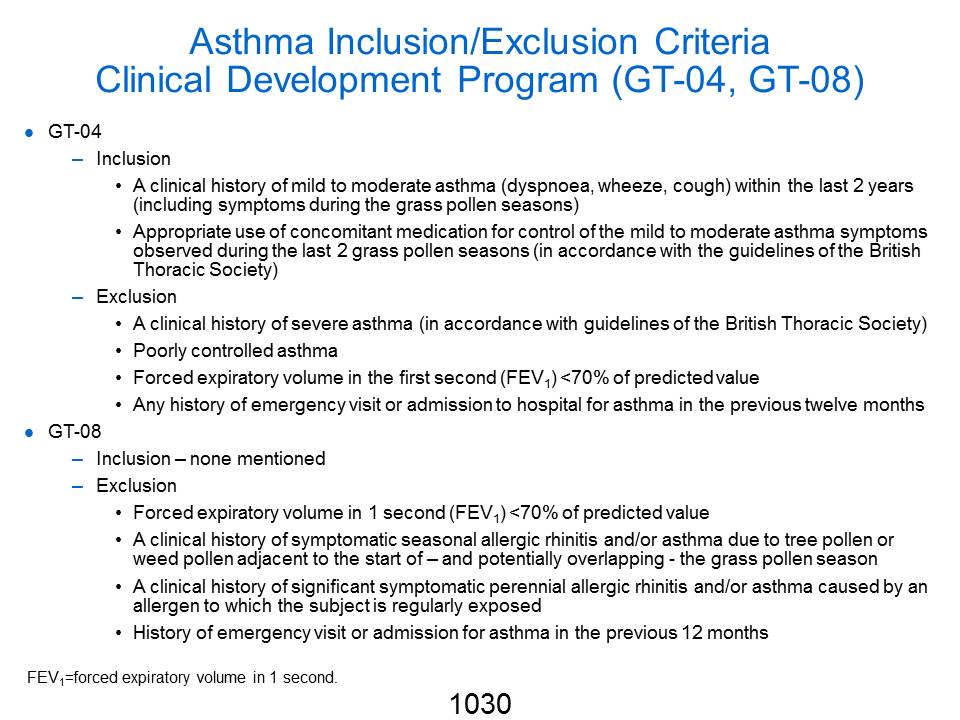 Asthma Inclusion/Exclusion Criteria
Clinical Development Program (GT-04, GT-08)
• GT-04
– Inclusion
• A clinical history of mild to moderate asthma (dyspnoea, wheeze, cough) within the last 2 years
(including symptoms during the grass pollen seasons)
• Appropriate use of concomitant medication for control of the mild to moderate asthma symptoms
observed during the last 2 grass pollen seasons (in accordance with the guidelines of the British
Thoracic Society)
– Exclusion
• A clinical history of severe asthma (in accordance with guidelines of the British Thoracic Society)
• Poorly controlled asthma
• Forced expiratory volume in the first second (FEV₁) <70% of predicted value
• Any history of emergency visit or admission to hospital for asthma in the previous twelve months
• GT-08
– Inclusion – none mentioned
– Exclusion
• Forced expiratory volume in 1 second (FEV₁) <70% of predicted value
• A clinical history of symptomatic seasonal allergic rhinitis and/or asthma due to tree pollen or
weed pollen adjacent to the start of – and potentially overlapping - the grass pollen season
• A clinical history of significant symptomatic perennial allergic rhinitis and/or asthma caused by an
allergen to which the subject is regularly exposed
• History of emergency visit or admission for asthma in the previous 12 months
FEV₁=forced expiratory volume in 1 second.
1030